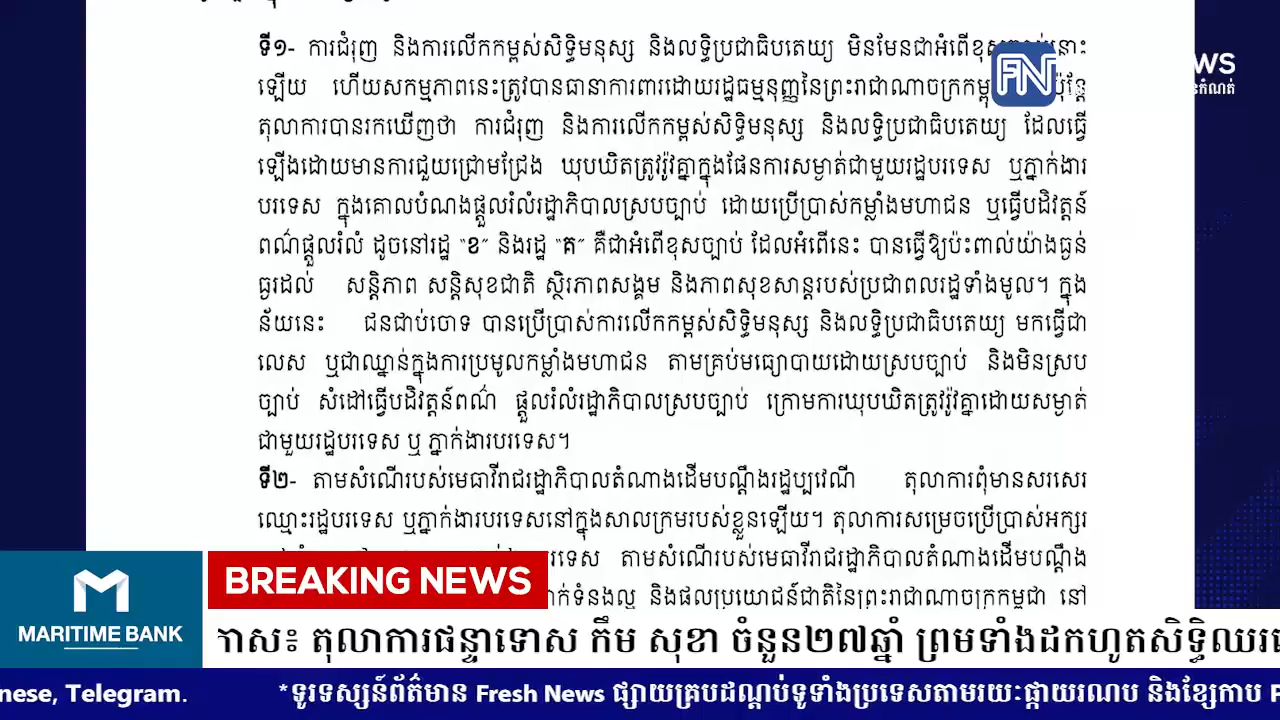 ទី១- ការជំរុញ និងការលើកកម្ពស់សិទ្ធិមនុស្ស និងលទ្ធិប្រជាធិបតេយ្យ មិនមែនជាអំពើខុស
ឡើយ ហើយសកម្មភាពនេះត្រូវបានធានាការពារដោយរដ្ឋធម្មនុញ្ញនៃព្រះរាជាណាចក្រកម្ពុ
តុលាការបានរកឃើញថា ការជំរុញ និងការលើកកម្ពស់សិទ្ធិមនុស្ស និងលទ្ធិប្រជាធិបតេយ្យ ដែលធ្វើ
ឡើងដោយមានការជួយជ្រោមជ្រែង ឃុបឃិតត្រូវរ៉ូវគ្នាក្នុងផែនការសម្ងាត់ជាមួយរដ្ឋបរទេស ឬភ្នាក់ងារ
បរទេស ក្នុងគោលបំណងផ្តួលរំលំរដ្ឋាភិបាលស្របច្បាប់ ដោយប្រើប្រាស់កម្លាំងមហាជន ឬធ្វើបដិវត្តន៍
ពណ៌ផ្តួលរំលំ ដូចនៅរដ្ឋ “ខ” និងរដ្ឋ “គ” គឺជាអំពើខុសច្បាប់ ដែលអំពើនេះ បានធ្វើឱ្យប៉ះពាល់យ៉ាងធ្ងន់
ធ្ងរដល់ សន្តិភាព សន្តិសុខជាតិ ស្ថិរភាពសង្គម និងភាពសុខសាន្តរបស់ប្រជាពលរដ្ឋទាំងមូល។ ក្នុង
ន័យនេះ ជនជាប់ចោទ បានប្រើប្រាស់ការលើកកម្ពស់សិទ្ធិមនុស្ស និងលទ្ធិប្រជាធិបតេយ្យ មកធ្វើជា
លេស ឬជាឈ្នាន់ក្នុងការប្រមូលកម្លាំងមហាជន តាមគ្រប់មធ្យោបាយដោយស្របច្បាប់ និងមិនស្រប
ច្បាប់ សំដៅធ្វើបដិវត្តន៍ពណ៌ ផ្តួលរំលំរដ្ឋាភិបាលស្របច្បាប់ ក្រោមការឃុបឃិតត្រូវរ៉ូវគ្នាដោយសម្ងាត់
ជាមួយរដ្ឋបរទេស ឬ ភ្នាក់ងារបរទេស។
ទី២- តាមសំណើរបស់មេធាវីរាជរដ្ឋាភិបាលតំណាងដើមបណ្តឹងរដ្ឋប្បវេណី តុលាការពុំមានសរសេរ
ឈ្មោះរដ្ឋបរទេស ឬភ្នាក់ងារបរទេសនៅក្នុងសាលក្រមរបស់ខ្លួនឡើយ។ តុលាការសម្រេចប្រើប្រាស់អក្សរ
បរទេស តាមសំណើរបស់មេធាវីរាជរដ្ឋាភិបាលតំណាងដើមបណ្តឹង
ក់ទំនងល្អ និងផលប្រយោជន៍ជាតិនៃព្រះរាជាណាចក្រកម្ពុជា នៅ
FN
WS
BREAKING NEWS
MARITIME BANK
កាស៖ តុលាការផន្ទាទោស កឹម សុខា ចំនួន២៧ឆ្នាំ ព្រមទាំងដកហូតសិទ្ធិឈរ
nese, Telegram. *ទូរទស្សន៍ព័ត៌មាន Fresh News ផ្សាយគ្របដណ្តប់ទូទាំងប្រទេសតាមរយៈផ្កាយរណប និងខ្សែកាប